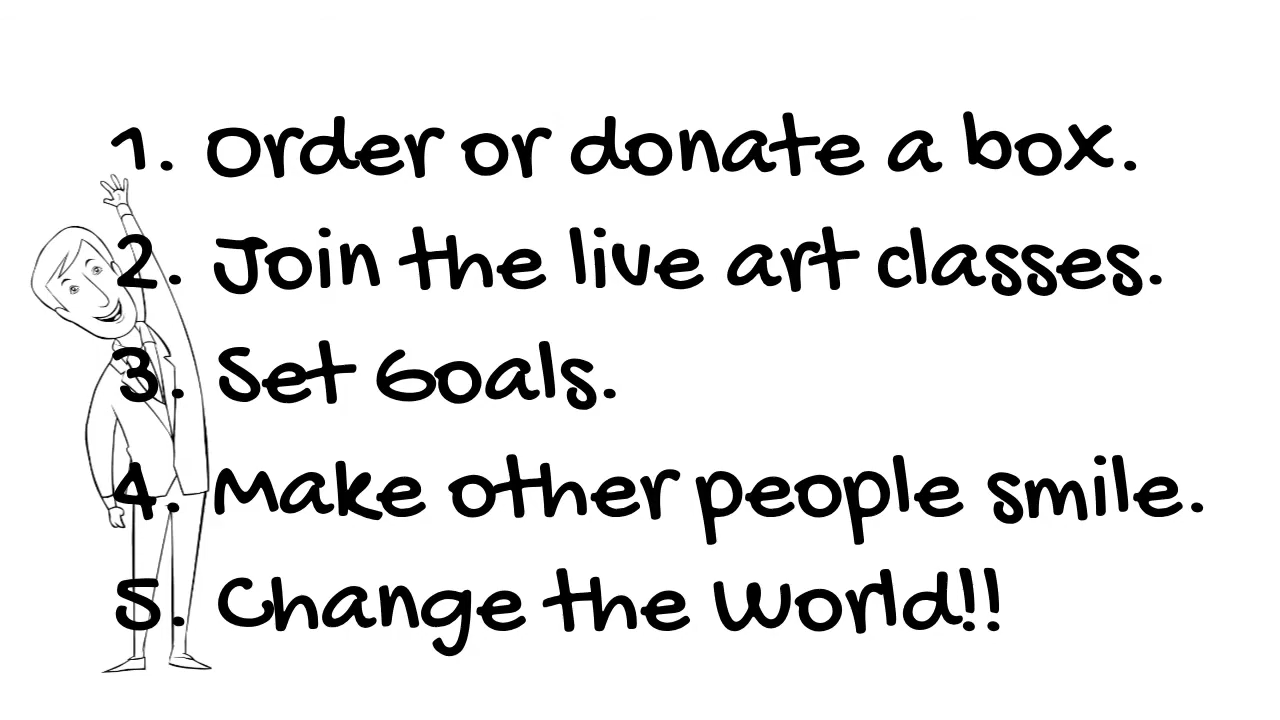 1. Order or donate a box.
2. Join the live art classes.
3. Set Goals.
4. Make other people smile.
5. Change the World!!